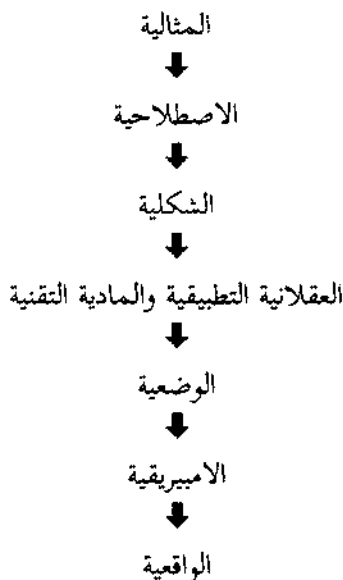 المثالية
الاصطلاحية
الشكلية
العقلانية التطبيقية والمادية التقنية
الوضعية
الامبيريقية
الواقعية